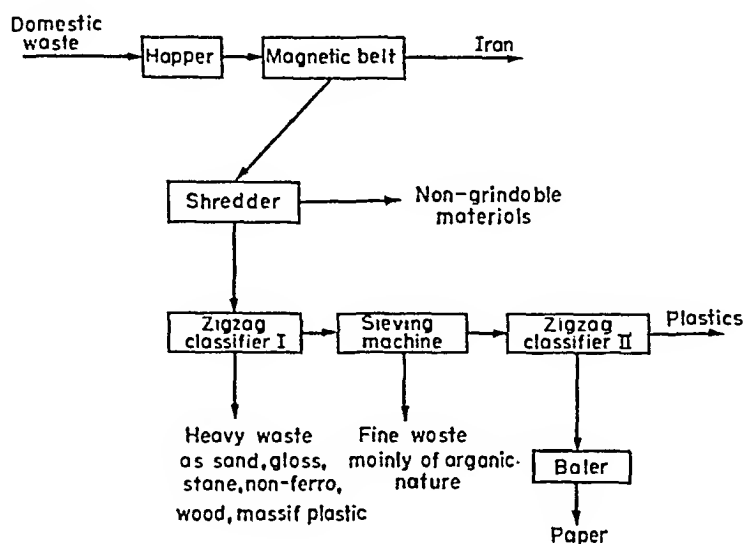 Domestic
waste
Hopper
Magnetic belt
Iron
Shredder
Non-grindable
materials
Zigzag
classifier I
Sieving
machine
Zigzag
classifier II
Plastics
Heavy waste
as sand, glass,
stone, non-ferro,
wood, massif plastic
Fine waste
mainly of organic.
nature
Baler
Paper